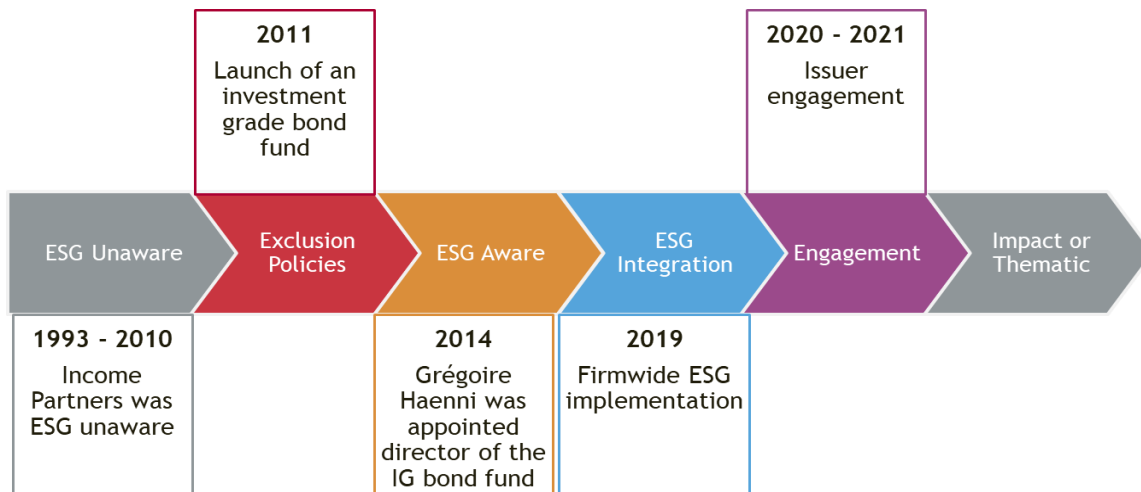 2011
Launch of an
investment
grade bond
fund
2020 - 2021
Issuer
engagement
ESG Unaware
Exclusion
Policies
ESG Aware
ESG
Integration
Engagement
Impact or
Thematic
1993 - 2010
Income
Partners was
ESG unaware
2014
Grégoire
Haenni was
appointed
director of the
IG bond fund
2019
Firmwide ESG
implementation